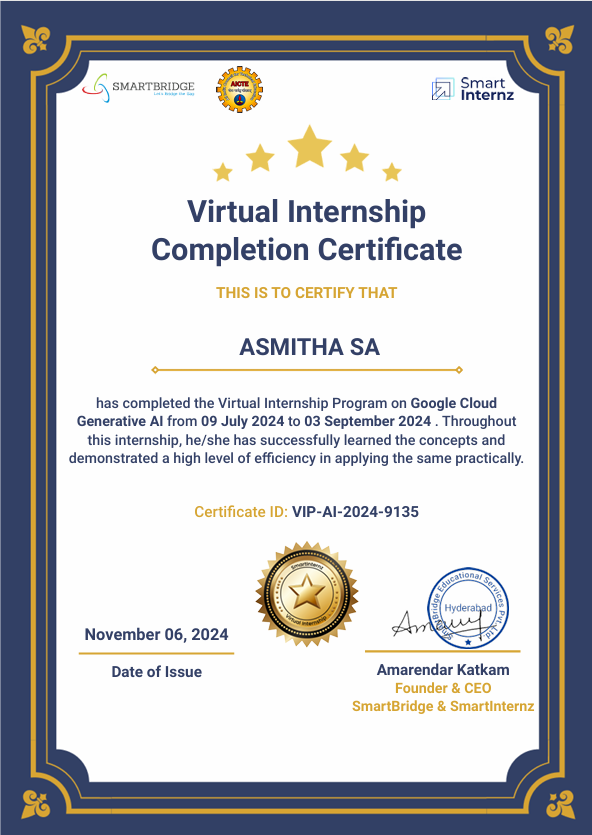 SMARTBRIDGE
Let's Bridge the Gap
AICTE
Smart
Internz
Virtual Internship
Completion Certificate
THIS IS TO CERTIFY THAT
ASMITHA SA
has completed the Virtual Internship Program on Google Cloud
Generative AI from 09 July 2024 to 03 September 2024 . Throughout
this internship, he/she has successfully learned the concepts and
demonstrated a high level of efficiency in applying the same practically.
Certificate ID: VIP-AI-2024-9135
SmartInternz
Virtual Internship
SmartBridge Educational Services Pvt. Ltd.
Hyderabad
November 06, 2024
Date of Issue
Amarendar Katkam
Founder & CEO
SmartBridge & SmartInternz